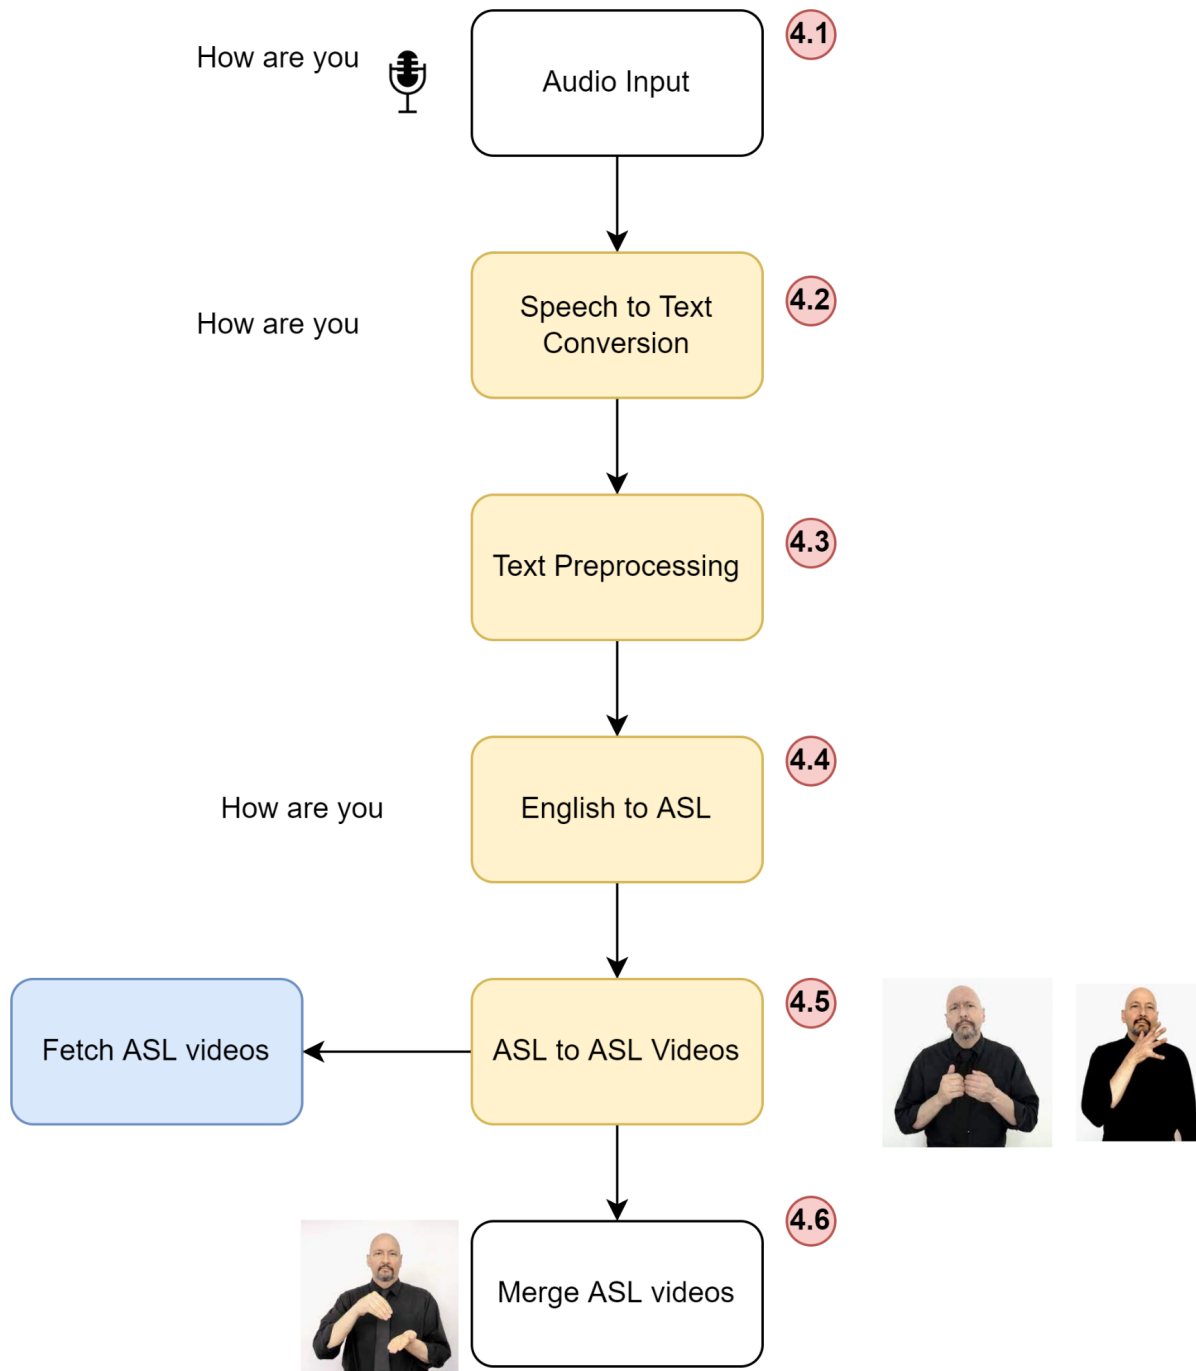 How are you
Audio Input
4.1
How are you
Speech to Text
Conversion
4.2
Text Preprocessing
4.3
How are you
English to ASL
4.4
Fetch ASL videos
ASL to ASL Videos
4.5
Merge ASL videos
4.6